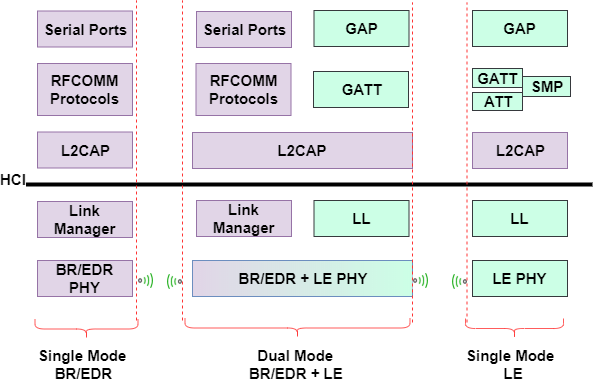 Serial Ports
Serial Ports
GAP
GAP
RFCOMM
Protocols
RFCOMM
Protocols
GATT
GATT
SMP
ATT
L2CAP
L2CAP
L2CAP
HCI
Link
Manager
Link
Manager
LL
LL
BR/EDR
PHY
BR/EDR + LE PHY
LE PHY
Single Mode
BR/EDR
Dual Mode
BR/EDR + LE
Single Mode
LE